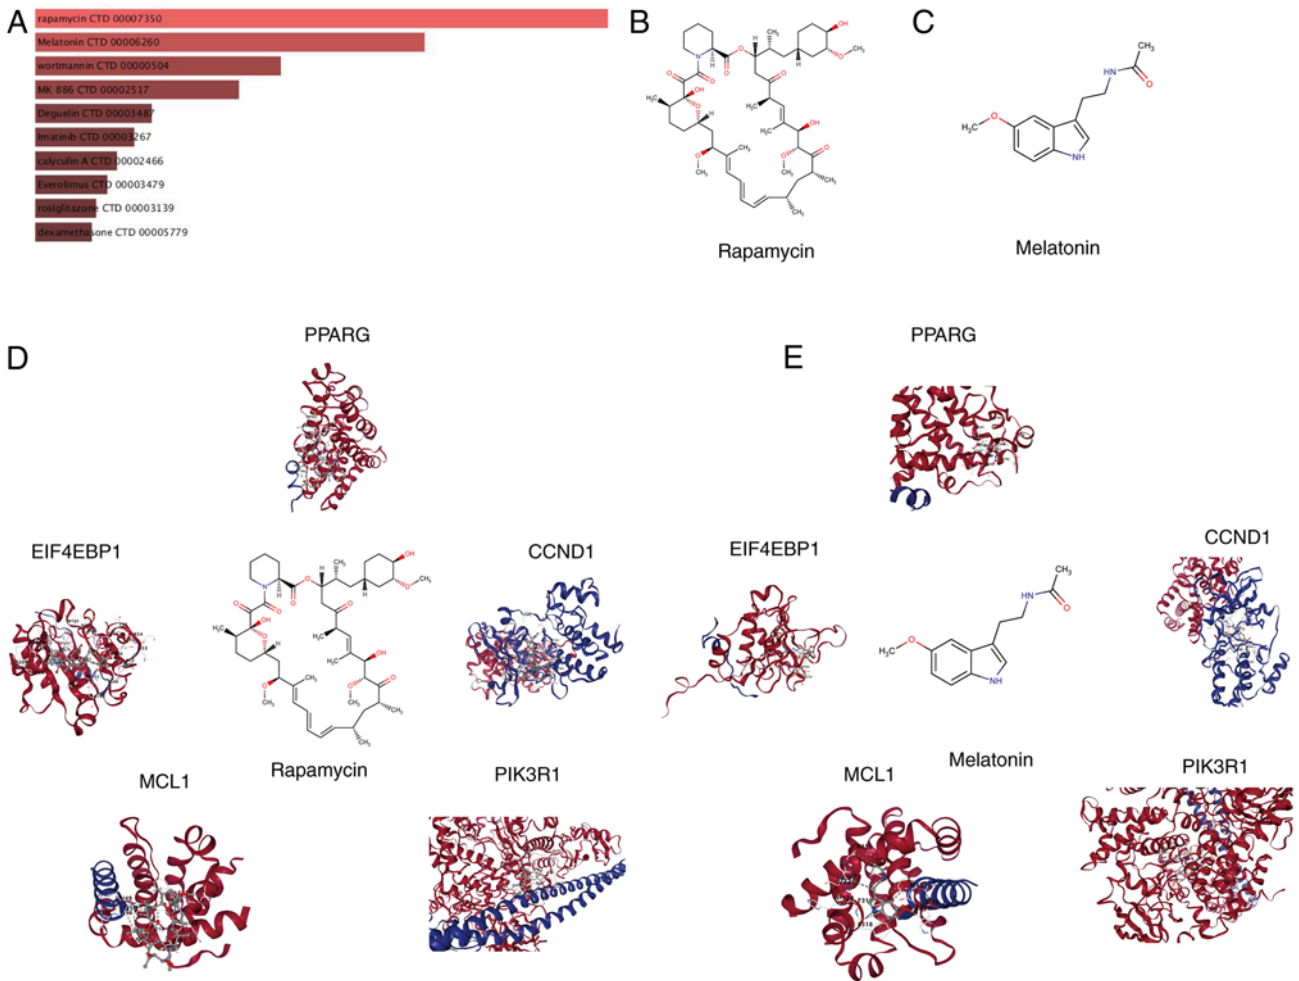 A
rapamycin CTD 00007350
Melatonin CTD 00006260
wortmannin CTD 00000504
MK 886 CTD 00002517
Deguelin CTD 00003487
Imatinib CTD 00003267
calyculin A CTD 00002466
Everolimus CTD 00003479
rosiglitazone CTD 00003139
dexamethasone CTD 00005779
B
Rapamycin
C
Melatonin
D
PPARG
EIF4EBP1
CCND1
Rapamycin
MCL1
PIK3R1
E
PPARG
EIF4EBP1
CCND1
Melatonin
MCL1
PIK3R1